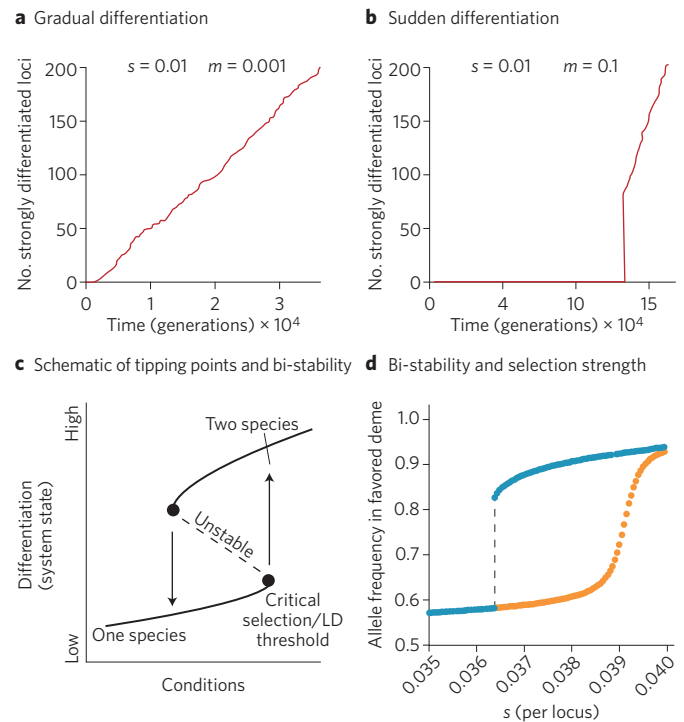 a Gradual differentiation
No. strongly differentiated loci
200
150
100
50
0
s = 0.01 m = 0.001
0 1 2 3
Time (generations) × 10⁴
b Sudden differentiation
No. strongly differentiated loci
200
150
100
50
0
s = 0.01 m = 0.1
0 4 10 15
Time (generations) × 10⁴
c Schematic of tipping points and bi-stability
Differentiation
(system state)
High
Low
Two species
Unstable
One species
Critical
selection/LD
threshold
Conditions
d Bi-stability and selection strength
Allele frequency in favored deme
1.0
0.9
0.8
0.7
0.6
0.5
0.035 0.036 0.037 0.038 0.039 0.040
s (per locus)